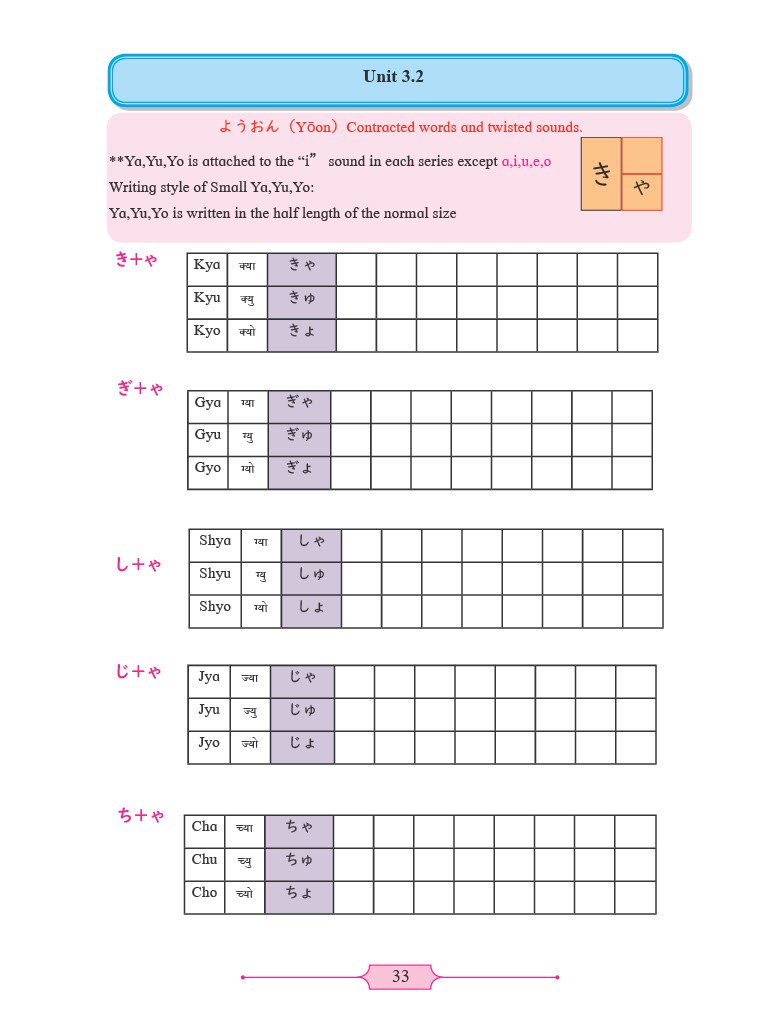 Unit 3.2
ようおん（Yōon）Contracted words and twisted sounds.
**Ya,Yu,Yo is attached to the “i” sound in each series except a,i,u,e,o
Writing style of Small Ya,Yu,Yo:
Ya,Yu,Yo is written in the half length of the normal size
き ゃ
き＋ゃ
Kya क्या きゃ
Kyu क्यु きゅ
Kyo क्यो きょ
ぎ＋ゃ
Gya ग्या ぎゃ
Gyu ग्यु ぎゅ
Gyo ग्यो ぎょ
し＋ゃ
Shya ग्या しゃ
Shyu ग्यु しゅ
Shyo ग्यो しょ
じ＋ゃ
Jya ज्या じゃ
Jyu ज्यु じゅ
Jyo ज्यो じょ
ち＋ゃ
Cha च्या ちゃ
Chu च्यु ちゅ
Cho च्यो ちょ
33